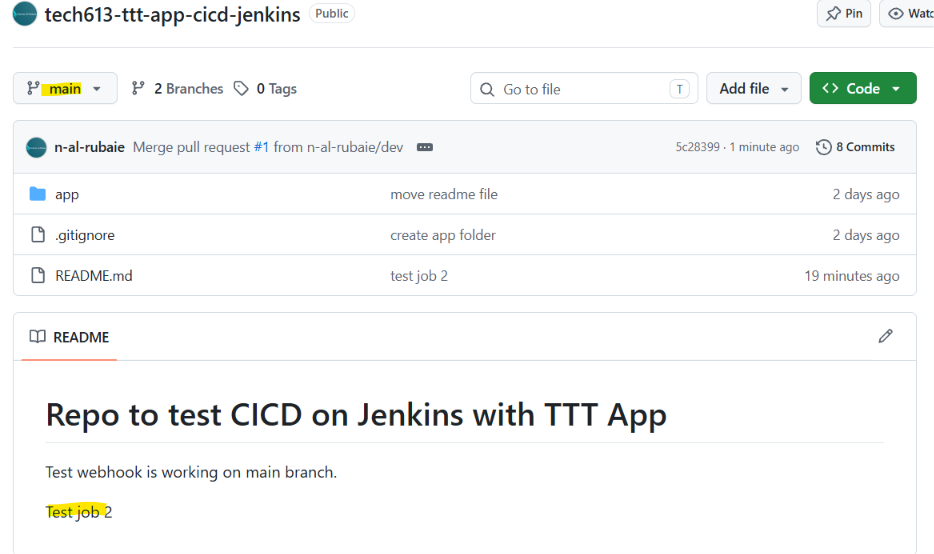 tech613-ttt-app-cicd-jenkins Public Pin Watc
main 2 Branches 0 Tags Go to file T Add file Code
n-al-rubaie Merge pull request #1 from n-al-rubaie/dev 5c28399 · 1 minute ago 8 Commits
app move readme file 2 days ago
.gitignore create app folder 2 days ago
README.md test job 2 19 minutes ago
README
Repo to test CICD on Jenkins with TTT App
Test webhook is working on main branch.
Test job 2